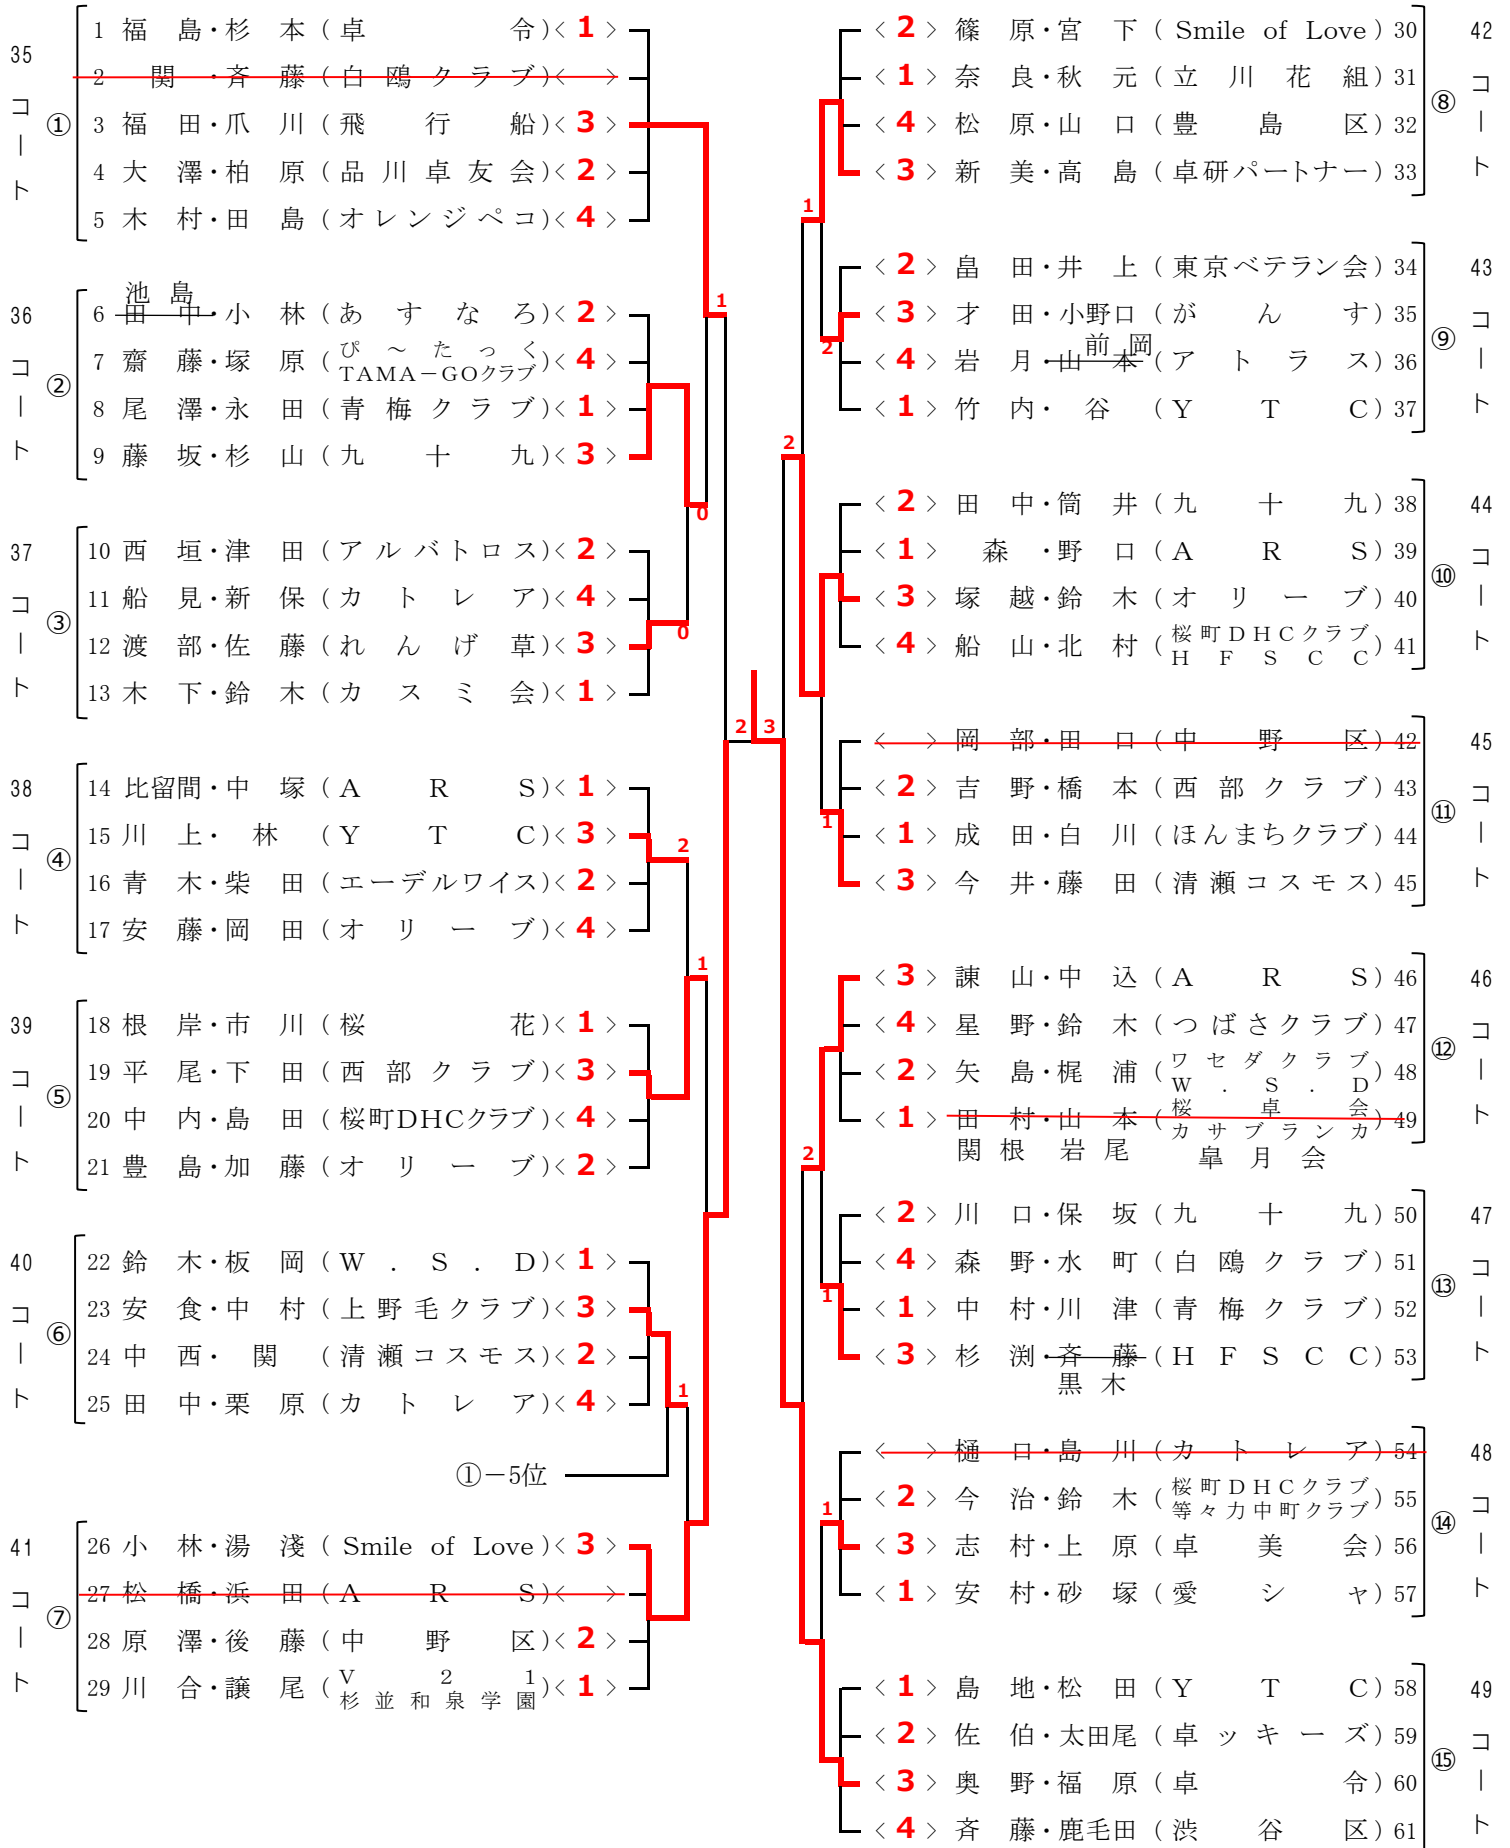 35コート ①
1 福島・杉本(卓令)<1>
2 関・斉藤(白鴎クラブ)< >
3 福田・爪川(飛行船)<3>
4 大澤・柏原(品川卓友会)<2>
5 木村・田島(オレンジペコ)<4>
36コート ②
池島
6 田中・小林(あすなろ)<2>
7 齋藤・塚原(ぴ~たっく TAMA-GOクラブ)<4>
8 尾澤・永田(青梅クラブ)<1>
9 藤坂・杉山(九十九)<3>
37コート ③
10 西垣・津田(アルバトロス)<2>
11 船見・新保(カトレア)<4>
12 渡部・佐藤(れんげ草)<3>
13 木下・鈴木(カスミ会)<1>
38コート ④
14 比留間・中塚(ARS)<1>
15 川上・林(YTC)<3>
16 青木・柴田(エーデルワイス)<2>
17 安藤・岡田(オリーブ)<4>
39コート ⑤
18 根岸・市川(桜花)<1>
19 平尾・下田(西部クラブ)<3>
20 中内・島田(桜町DHCクラブ)<4>
21 豊島・加藤(オリーブ)<2>
40コート ⑥
22 鈴木・板岡(W.S.D)<1>
23 安食・中村(上野毛クラブ)<3>
24 中西・関(清瀬コスモス)<2>
25 田中・栗原(カトレア)<4>
①-5位
41コート ⑦
26 小林・湯淺(Smile of Love)<3>
27 松橋・浜田(ARS)< >
28 原澤・後藤(中野区)<2>
29 川合・譲尾(V21 杉並和泉学園)<1>
1
0
0
2
1
1
2 3
1
2
2
1
2
1
1
<2>篠原・宮下(Smile of Love)30
<1>奈良・秋元(立川花組)31
<4>松原・山口(豊島区)32
<3>新美・高島(卓研パートナー)33
⑧ 42コート
<2>畠田・井上(東京ベテラン会)34
<3>才田・小野口(がんす)35
前岡
<4>岩月・山本(アトラス)36
<1>竹内・谷(YTC)37
⑨ 43コート
<2>田中・筒井(九十九)38
<1>森・野口(ARS)39
<3>塚越・鈴木(オリーブ)40
<4>船山・北村(桜町DHCクラブ HFSCC)41
⑩ 44コート
< >岡部・田口(中野区)42
<2>吉野・橋本(西部クラブ)43
<1>成田・白川(ほんまちクラブ)44
<3>今井・藤田(清瀬コスモス)45
⑪ 45コート
<3>諌山・中込(ARS)46
<4>星野・鈴木(つばさクラブ)47
<2>矢島・梶浦(ワセダクラブ W.S.D)48
<1>田村・山本(桜卓会 カサブランカ)49
関根 岩尾 皐月会
⑫ 46コート
<2>川口・保坂(九十九)50
<4>森野・水町(白鴎クラブ)51
<1>中村・川津(青梅クラブ)52
<3>杉渕・斉藤(HFSCC)53
黒木
⑬ 47コート
< >樋口・島川(カトレア)54
<2>今治・鈴木(桜町DHCクラブ 等々力中町クラブ)55
<3>志村・上原(卓美会)56
<1>安村・砂塚(愛シャ)57
⑭ 48コート
<1>島地・松田(YTC)58
<2>佐伯・太田尾(卓ッキーズ)59
<3>奥野・福原(卓令)60
<4>斉藤・鹿毛田(渋谷区)61
⑮ 49コート